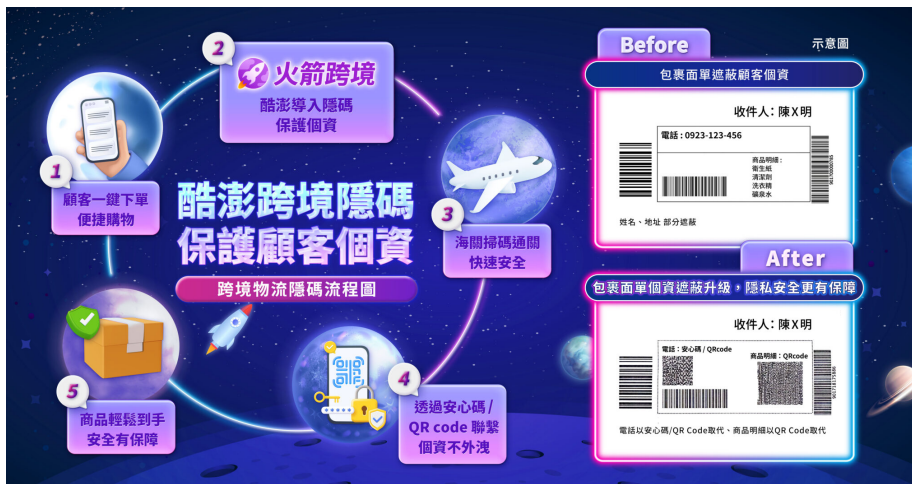 酷澎跨境隱碼
保護顧客個資
跨境物流隱碼流程圖
1
顧客一鍵下單
便捷購物
2
火箭跨境
酷澎導入隱碼
保護個資
3
海關掃碼通關
快速安全
4
透過安心碼/
QR code 聯繫
個資不外洩
5
商品輕鬆到手
安全有保障
示意圖
Before
包裹面單遮蔽顧客個資
收件人: 陳X明
電話 : 0923-123-456
商品明細 :
衛生紙
清潔劑
洗衣精
礦泉水
姓名、地址 部分遮蔽
After
包裹面單個資遮蔽升級，隱私安全更有保障
收件人: 陳X明
電話 : 安心碼 / QRcode
商品明細 : QRcode
電話以安心碼/QR Code取代、商品明細以QR Code取代